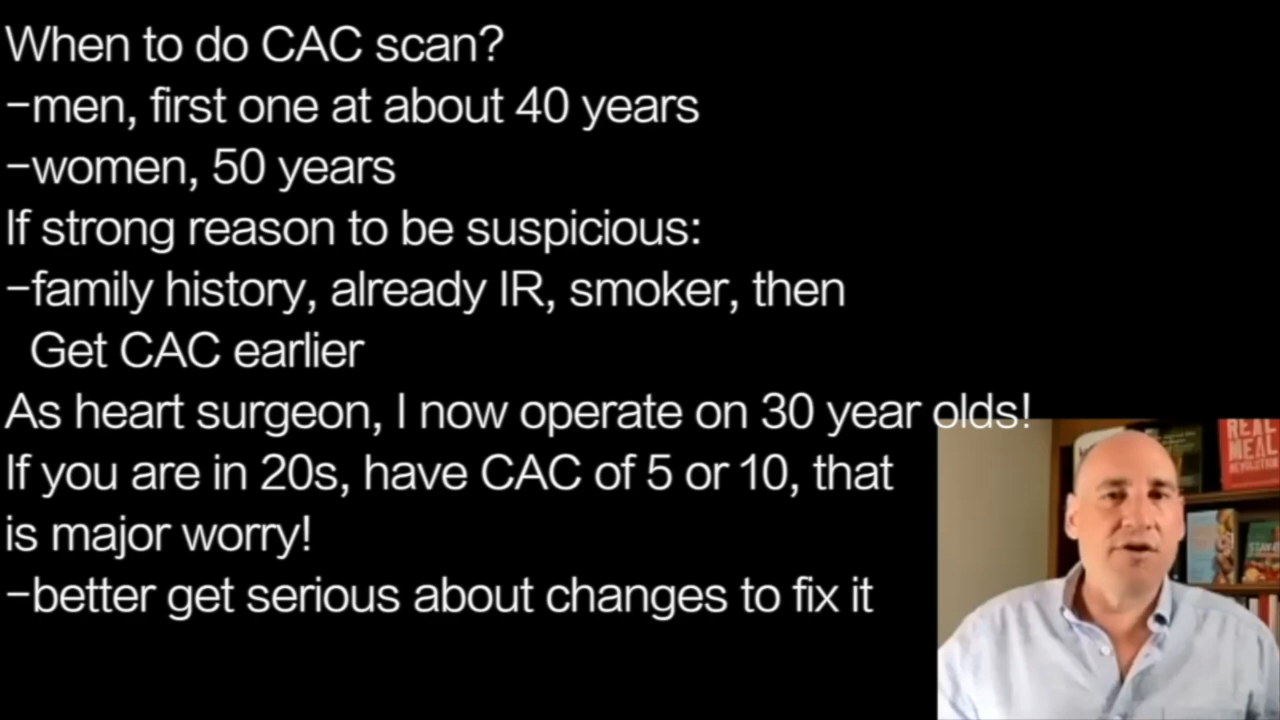 When to do CAC scan?
–men, first one at about 40 years
–women, 50 years
If strong reason to be suspicious:
–family history, already IR, smoker, then
Get CAC earlier
As heart surgeon, I now operate on 30 year olds!
If you are in 20s, have CAC of 5 or 10, that
is major worry!
–better get serious about changes to fix it
REAL
MEAL
REVOLUTION